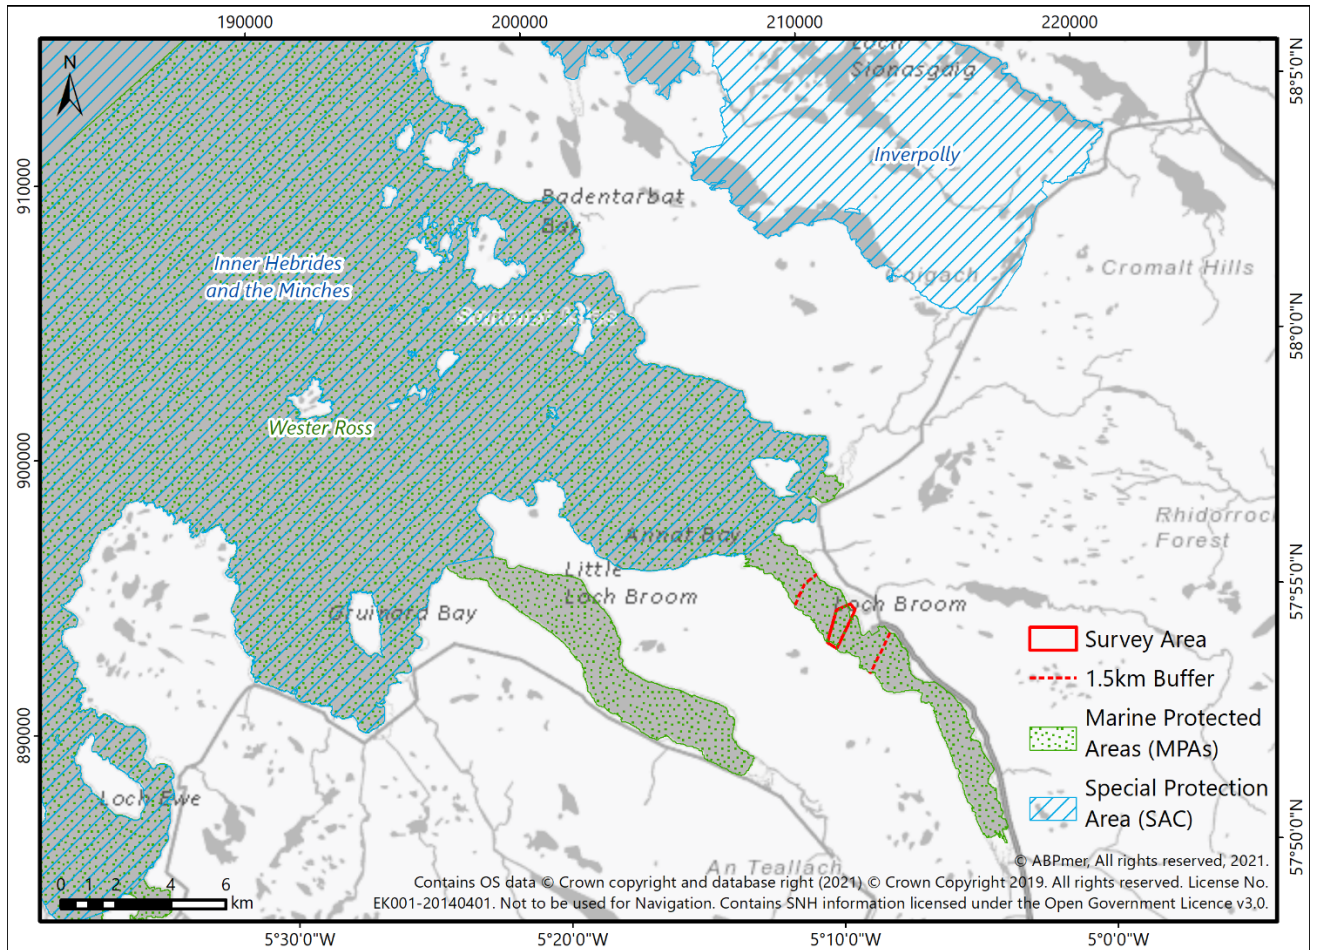 190000
200000
210000
220000
N
58°5'0"N
Loch
Sionasgaig
Inverpolly
910000
Badentarbat
Bay
Inner Hebrides
and the Minches
Coigach
Cromalt Hills
58°0'0"N
Wester Ross
900000
Annat Bay
Rhidorroch
Forest
57°55'0"N
Little
Loch Broom
Gruinard Bay
Loch Broom
890000
Loch Ewe
An Teallach
57°50'0"N
Survey Area
1.5km Buffer
Marine Protected
Areas (MPAs)
Special Protection
Area (SAC)
© ABPmer, All rights reserved, 2021.
Contains OS data © Crown copyright and database right (2021) © Crown Copyright 2019. All rights reserved. License No.
EK001-20140401. Not to be used for Navigation. Contains SNH information licensed under the Open Government Licence v3,0.
0 1 2 4 6
km
5°30'0"W
5°20'0"W
5°10'0"W
5°0'0"W